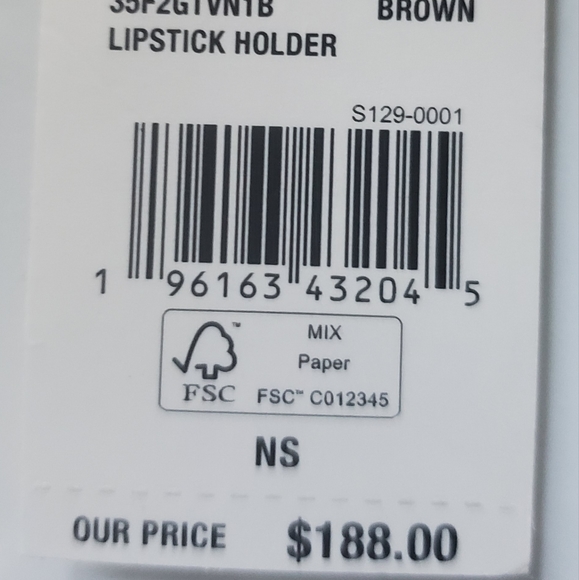 35F2GTVN1B BROWN
LIPSTICK HOLDER
S129-0001
1 96163 43204 5
™ MIX
Paper
FSC FSC™ C012345
NS
OUR PRICE $188.00